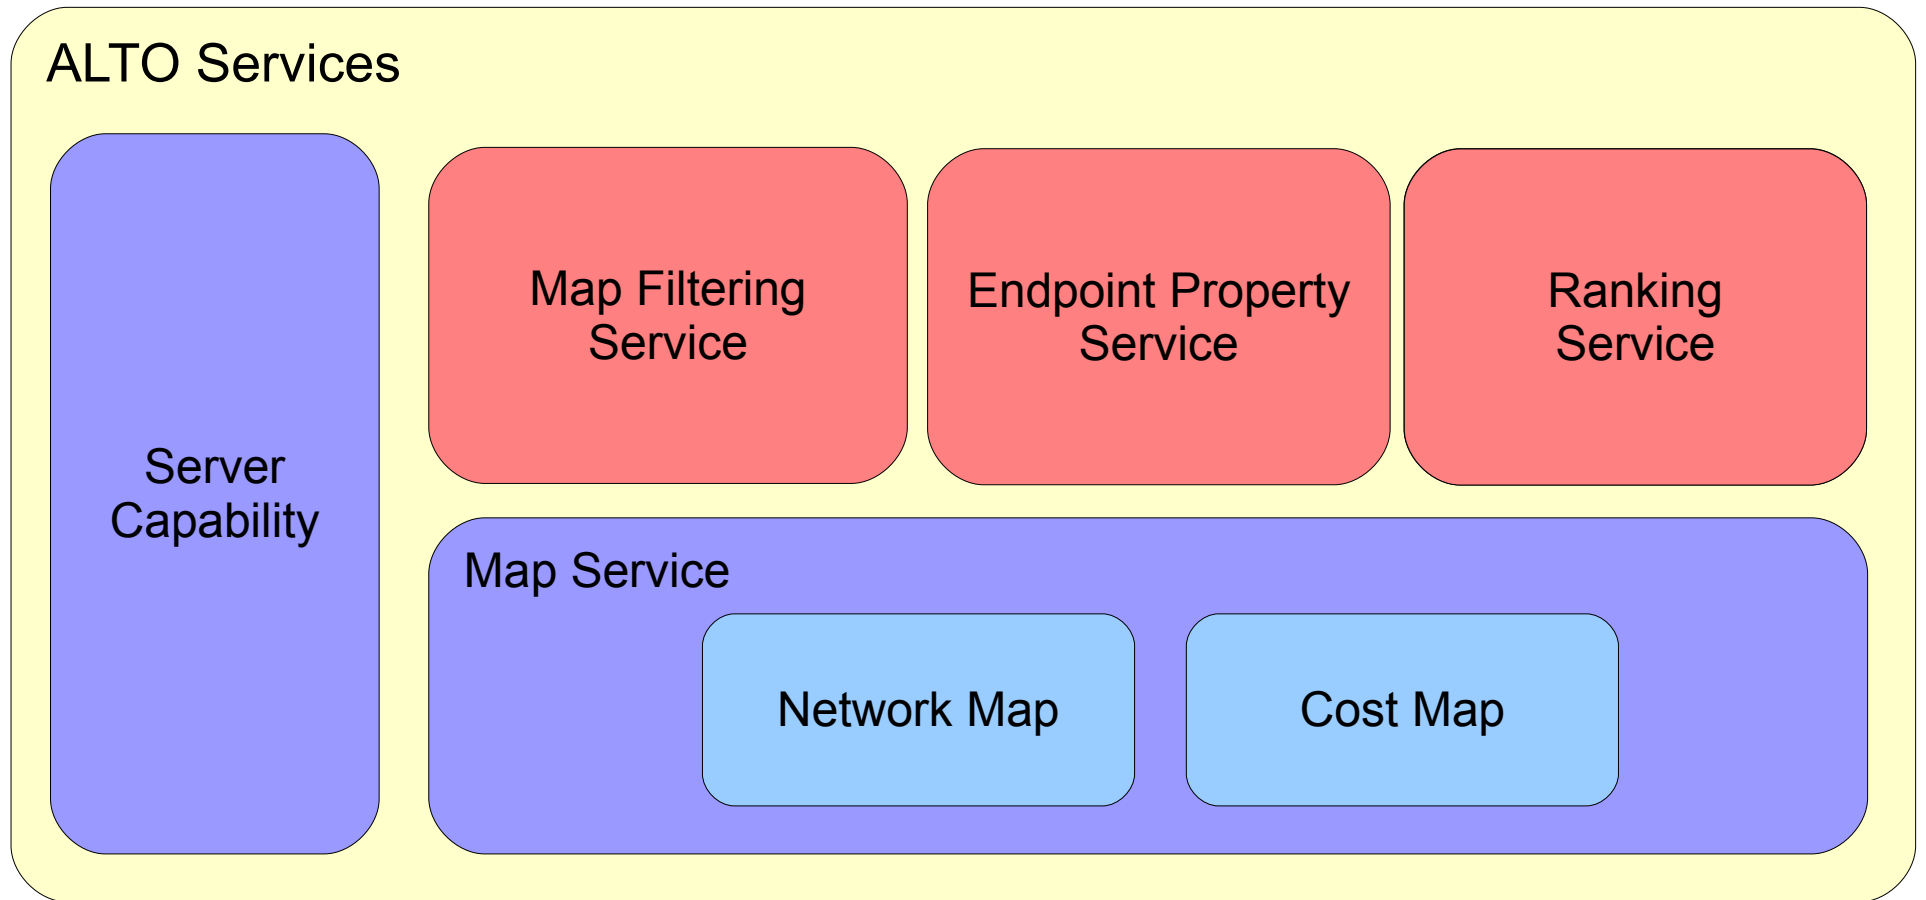 ALTO Services
Server
Capability
Map Filtering
Service
Endpoint Property
Service
Ranking
Service
Map Service
Network Map
Cost Map